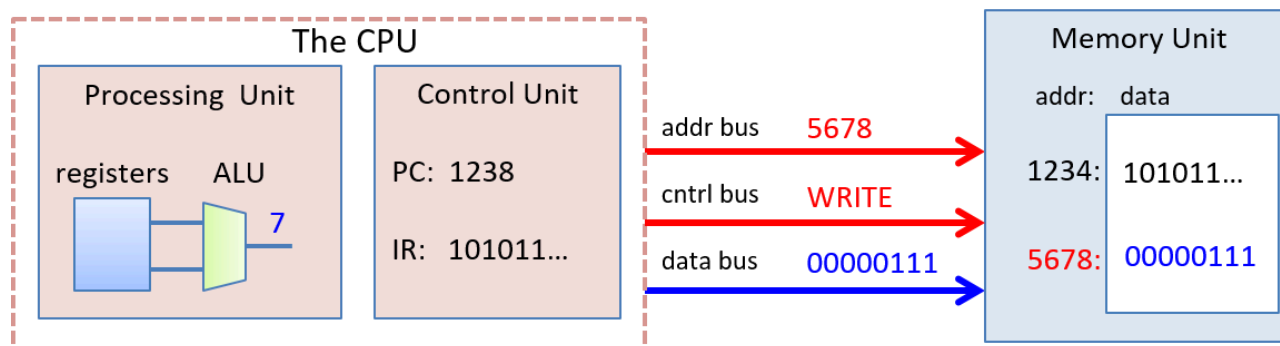 The CPU
Processing Unit
registers
ALU
7
Control Unit
PC: 1238
IR: 101011...
addr bus 5678
cntrl bus WRITE
data bus 00000111
Memory Unit
addr: data
1234: 101011...
5678: 00000111